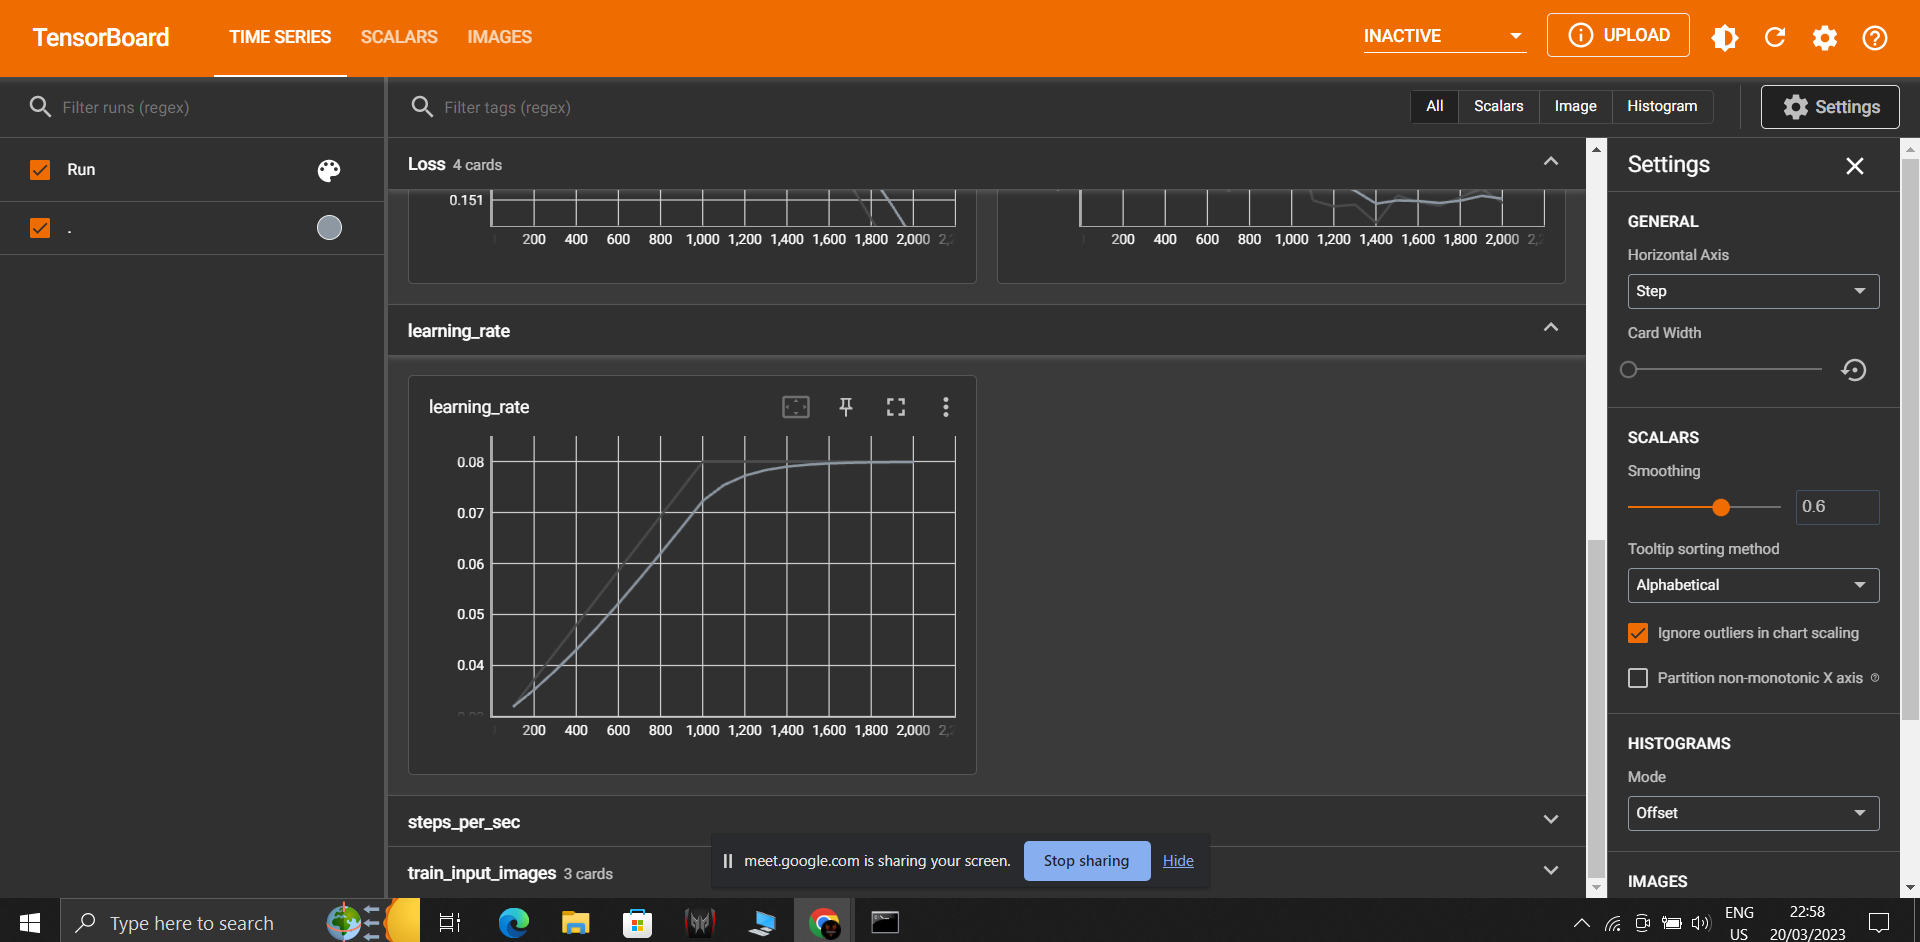 TensorBoard
TIME SERIES
SCALARS
IMAGES
INACTIVE
UPLOAD
Filter runs (regex)
Filter tags (regex)
All
Scalars
Image
Histogram
Settings
Run
.
Loss 4 cards
0.151
200 400 600 800 1,000 1,200 1,400 1,600 1,800 2,000
200 400 600 800 1,000 1,200 1,400 1,600 1,800 2,000
learning_rate
learning_rate
0.08
0.07
0.06
0.05
0.04
200 400 600 800 1,000 1,200 1,400 1,600 1,800 2,000
steps_per_sec
train_input_images 3 cards
Settings
GENERAL
Horizontal Axis
Step
Card Width
SCALARS
Smoothing
0.6
Tooltip sorting method
Alphabetical
Ignore outliers in chart scaling
Partition non-monotonic X axis
HISTOGRAMS
Mode
Offset
IMAGES
meet.google.com is sharing your screen.
Stop sharing
Hide
Type here to search
ENG
US
22:58
20/03/2023